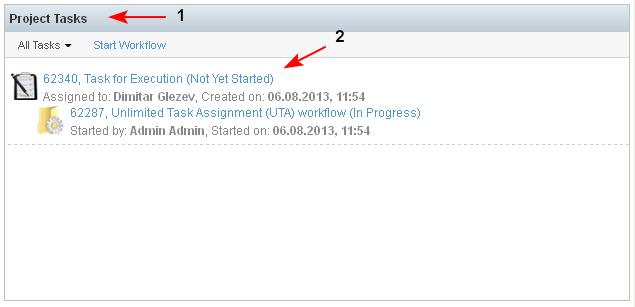 Project Tasks 1
All Tasks Start Workflow
2
62340, Task for Execution (Not Yet Started)
Assigned to: Dimitar Glezev, Created on: 06.08.2013, 11:54
62287, Unlimited Task Assignment (UTA) workflow (In Progress)
Started by: Admin Admin, Started on: 06.08.2013, 11:54